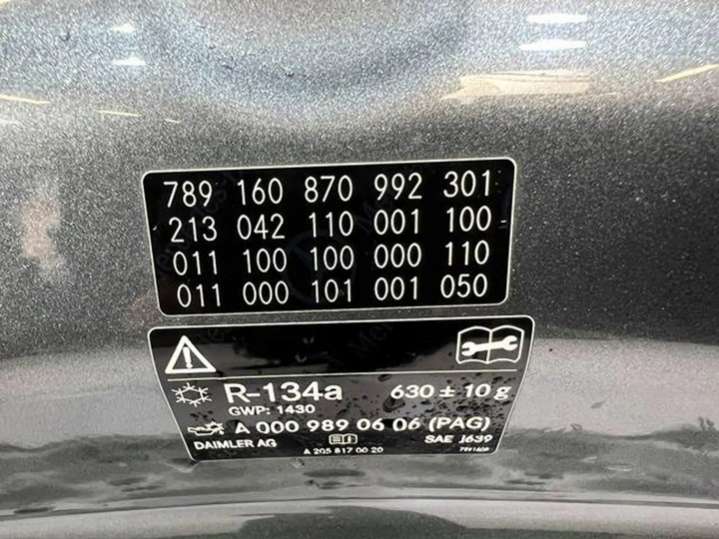 789 160 870 992 301
213 042 110 001 100
011 100 100 000 110
011 000 101 001 050
R-134a 630 ± 10 g
GWP: 1430
A 000 989 06 06 (PAG)
DAIMLER AG SAE J639
A 205 817 00 20